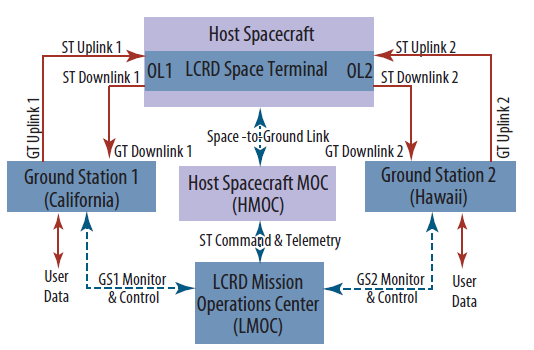 Host Spacecraft
ST Uplink 1
ST Uplink 2
ST Downlink 1
OL1
LCRD Space Terminal
OL2
ST Downlink 2
GT Uplink 1
GT Uplink 2
Space -to-Ground Link
GT Downlink 1
GT Downlink 2
Ground Station 1
(California)
Host Spacecraft MOC
(HMOC)
Ground Station 2
(Hawaii)
ST Command & Telemetry
User
Data
GS1 Monitor
& Control
LCRD Mission
Operations Center
(LMOC)
GS2 Monitor
& Control
User
Data